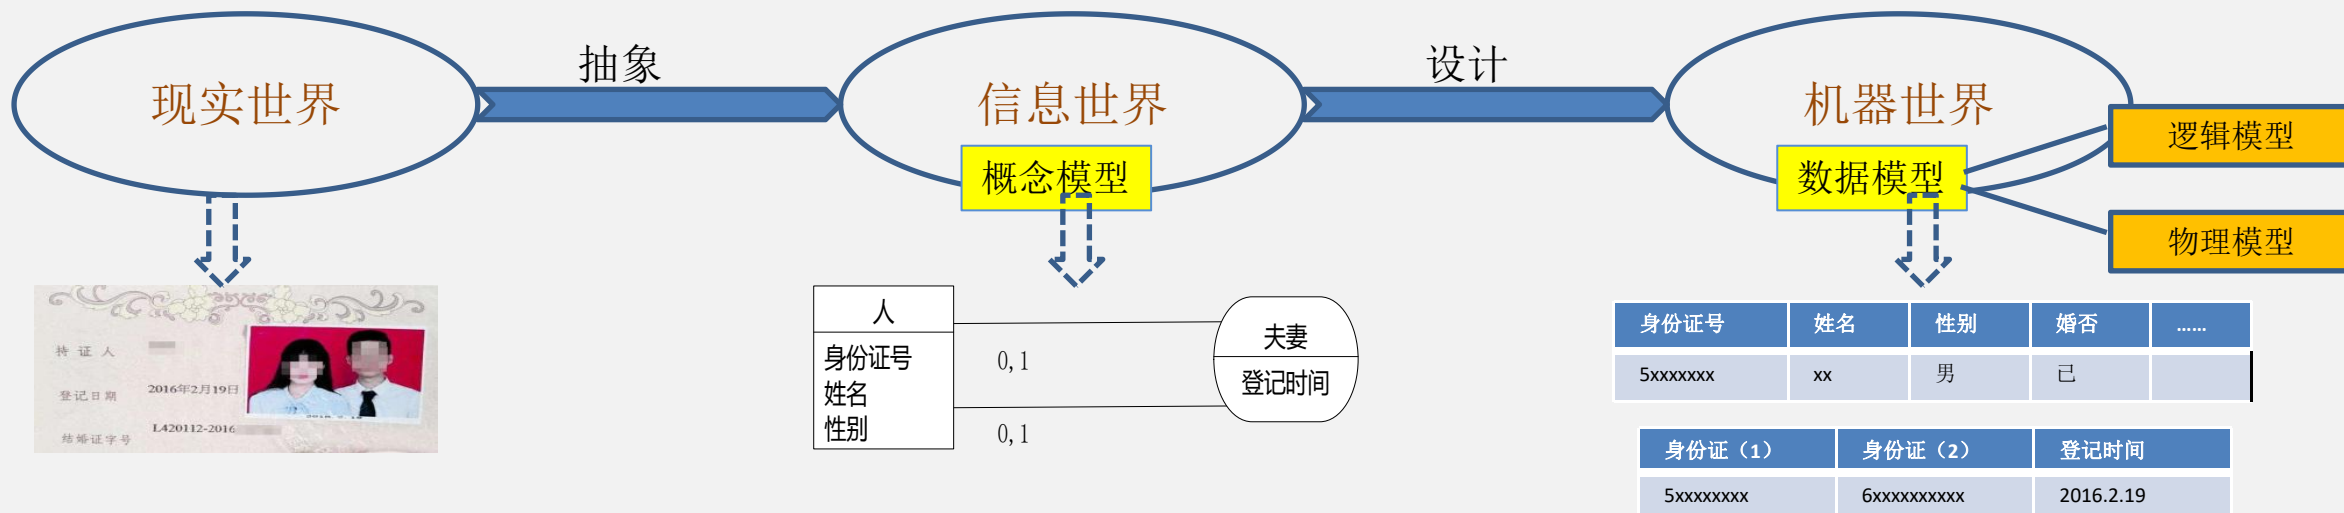 抽象
设计
现实世界
信息世界
机器世界
逻辑模型
概念模型
数据模型
物理模型
持证人
登记日期 2016年2月19日
结婚证字号 L420112-2016
人
身份证号
姓名
性别
0,1
0,1
夫妻
登记时间
身份证号 姓名 性别 婚否 ……
5xxxxxxx xx 男 已
身份证（1） 身份证（2） 登记时间
5xxxxxxxx 6xxxxxxxxxx 2016.2.19